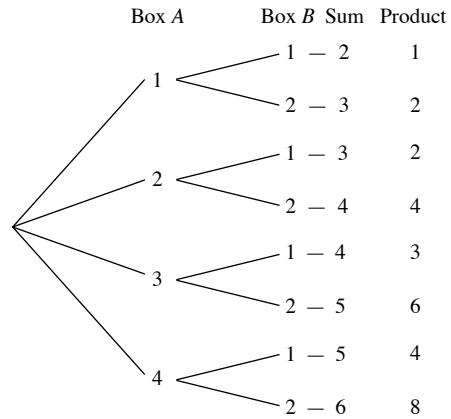 Box A Box B Sum Product
1 — 2 1
1
2 — 3 2
1 — 3 2
2
2 — 4 4
1 — 4 3
3
2 — 5 6
1 — 5 4
4
2 — 6 8